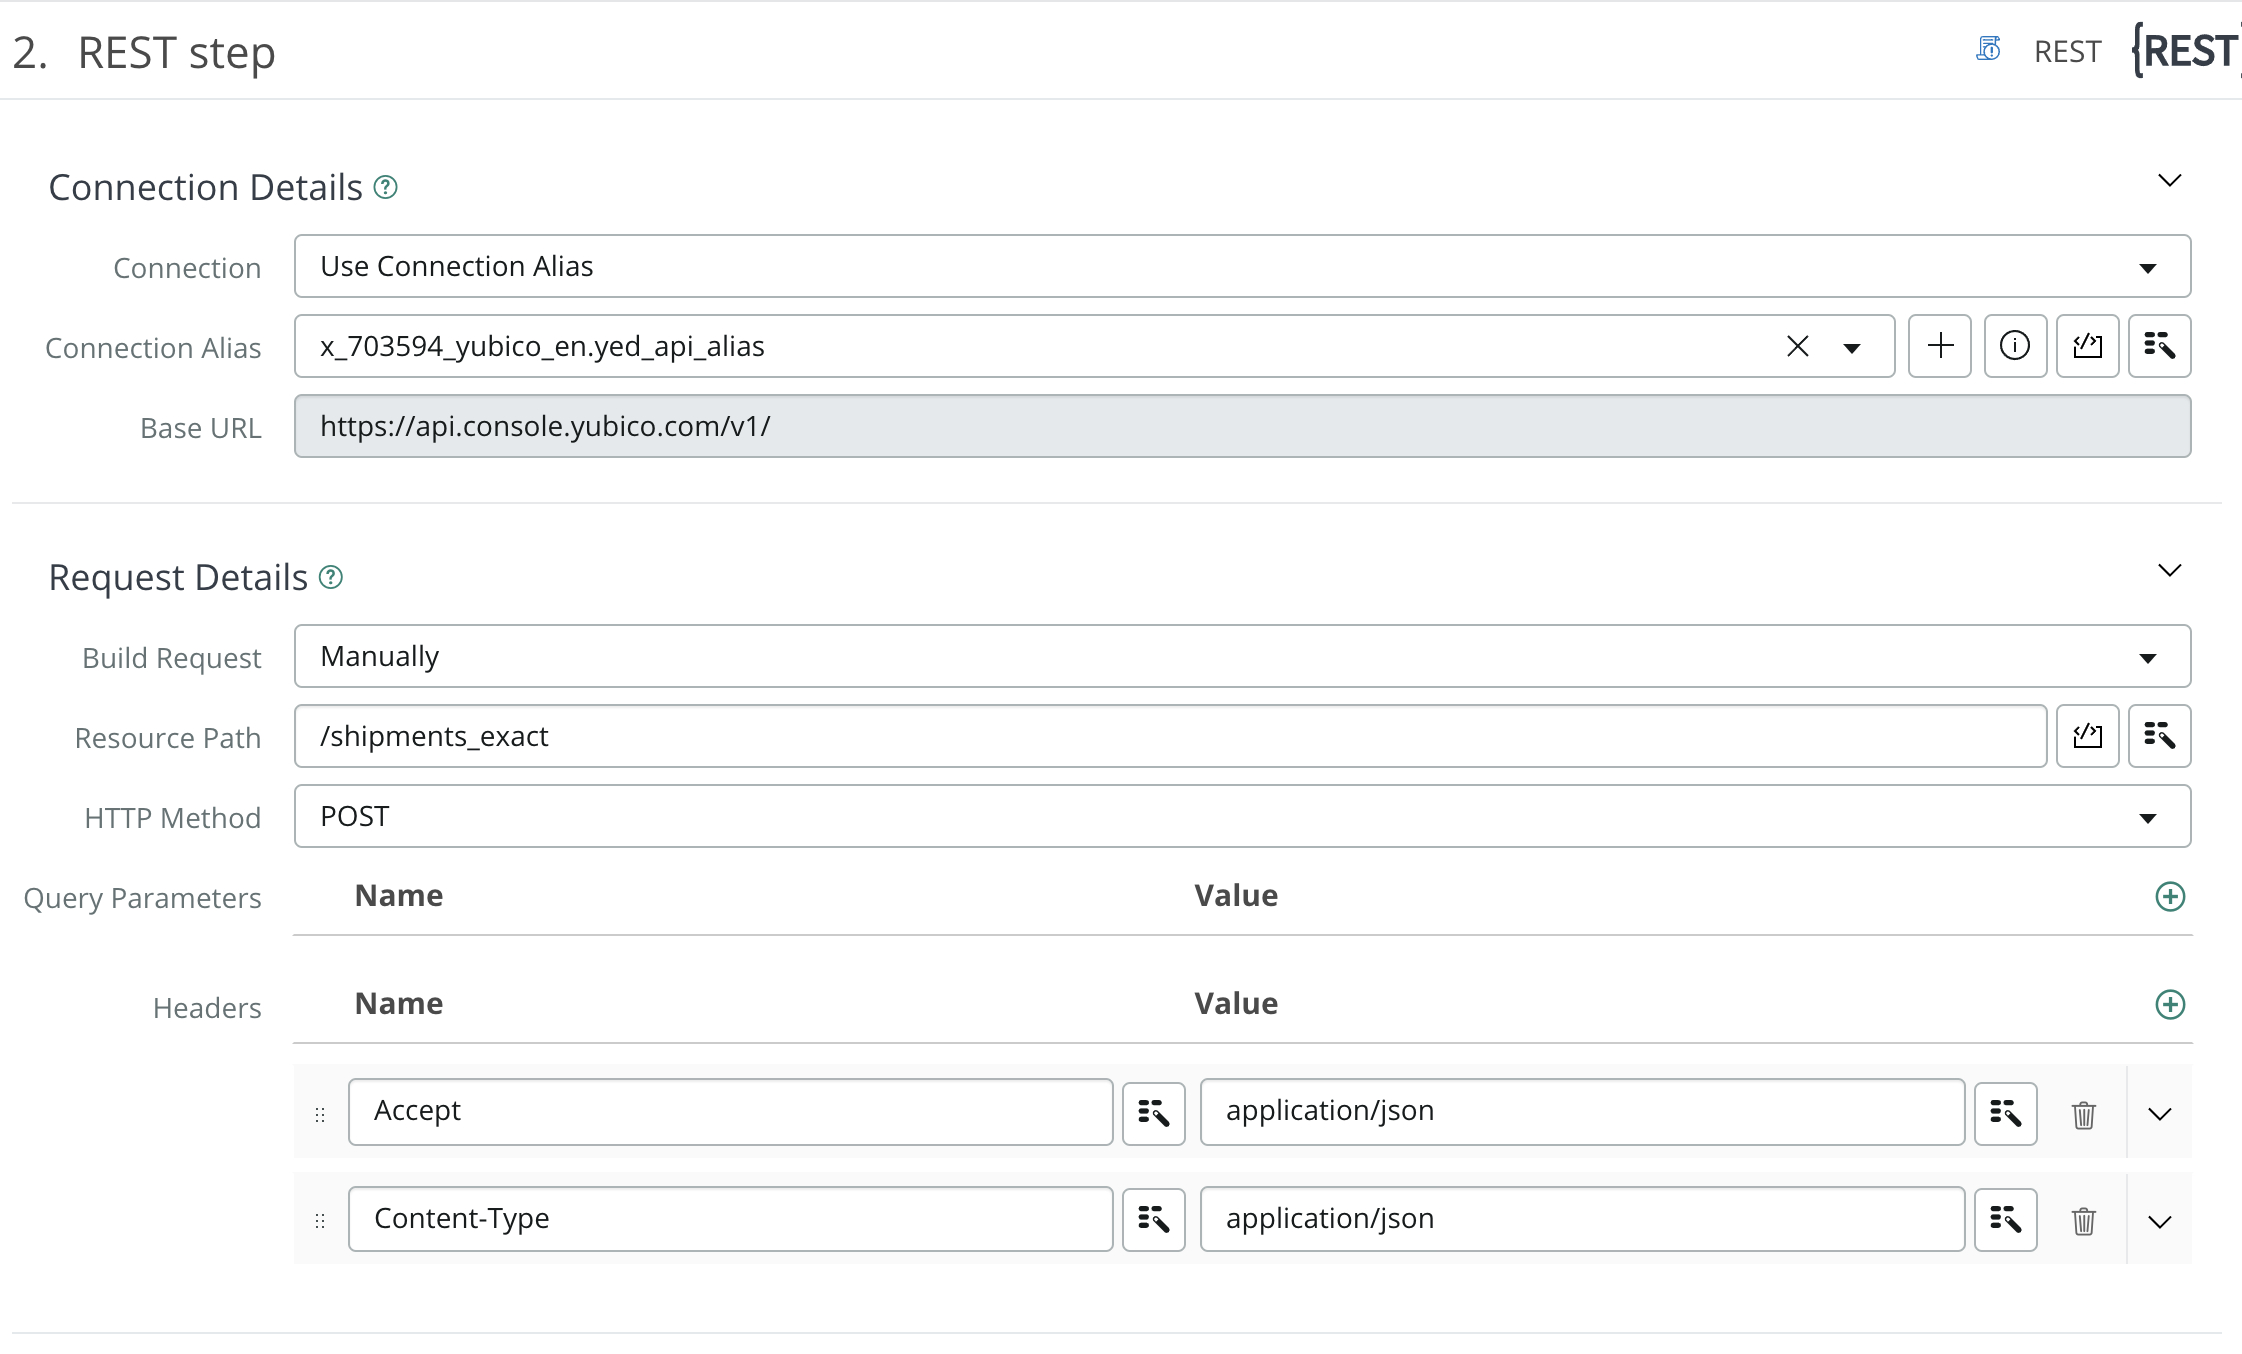 2. REST step
REST {REST}
Connection Details
Connection Use Connection Alias
Connection Alias x_703594_yubico_en.yed_api_alias
Base URL https://api.console.yubico.com/v1/
Request Details
Build Request Manually
Resource Path /shipments_exact
HTTP Method POST
Query Parameters Name Value
Headers Name Value
Accept application/json
Content-Type application/json